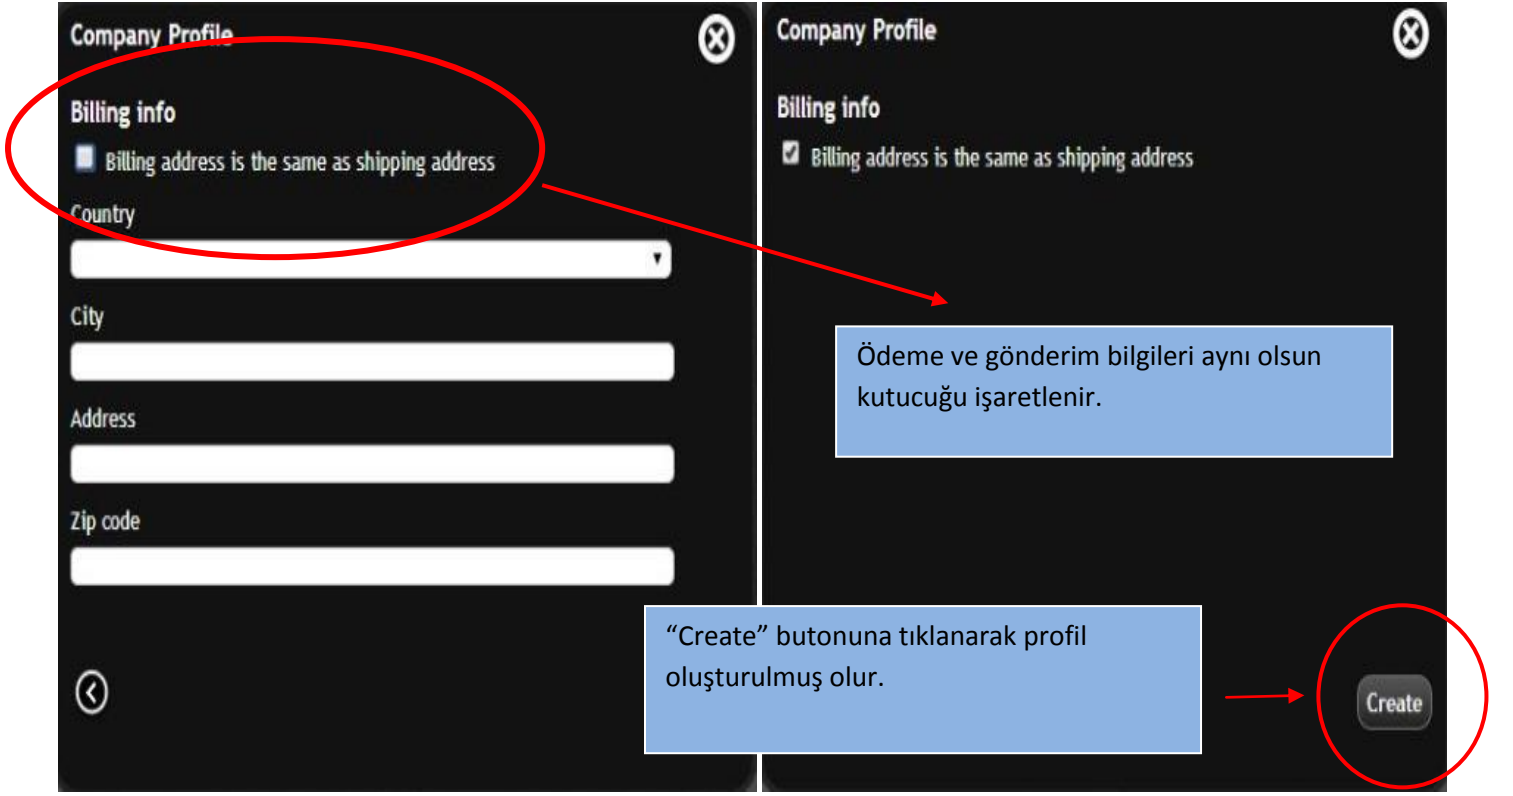 Company Profile
Billing info
Billing address is the same as shipping address
Country
City
Address
Zip code
Company Profile
Billing info
Billing address is the same as shipping address
Ödeme ve gönderim bilgileri aynı olsun
kutucuğu işaretlenir.
“Create” butonuna tıklanarak profil
oluşturulmuş olur.
Create